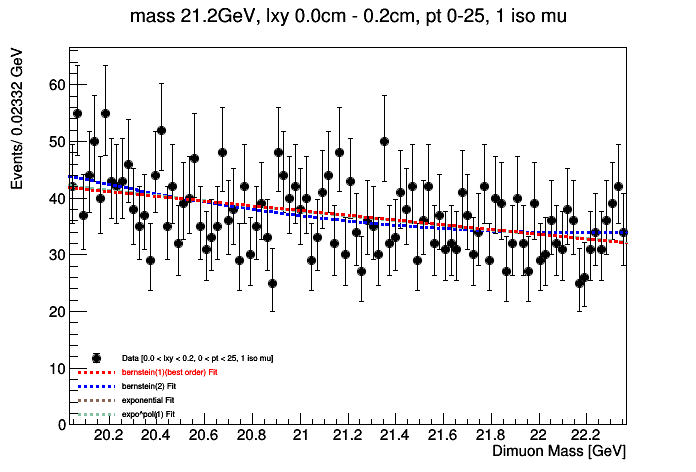 mass 21.2GeV, lxy 0.0cm - 0.2cm, pt 0-25, 1 iso mu
Events/ 0.02332 GeV
60
50
40
30
20
10
0
Data [0.0 < lxy < 0.2, 0 < pt < 25, 1 iso mu]
bernstein(1)(best order) Fit
bernstein(2) Fit
exponential Fit
expo*pol(1) Fit
20.2 20.4 20.6 20.8 21 21.2 21.4 21.6 21.8 22 22.2
Dimuon Mass [GeV]